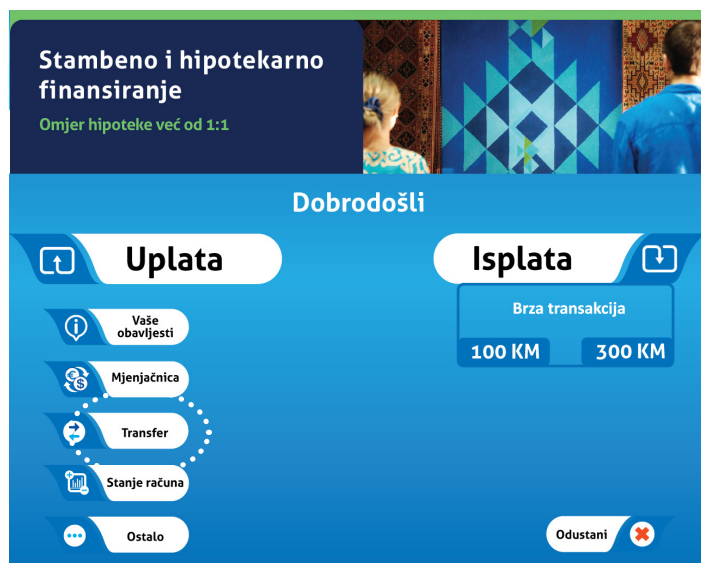 Stambeno i hipotekarno
finansiranje
Omjer hipoteke već od 1:1
Dobrodošli
Uplata
Isplata
Vaše
obavljesti
Brza transakcija
100 KM
300 KM
Mjenjačnica
Transfer
Stanje računa
Ostalo
Odustani